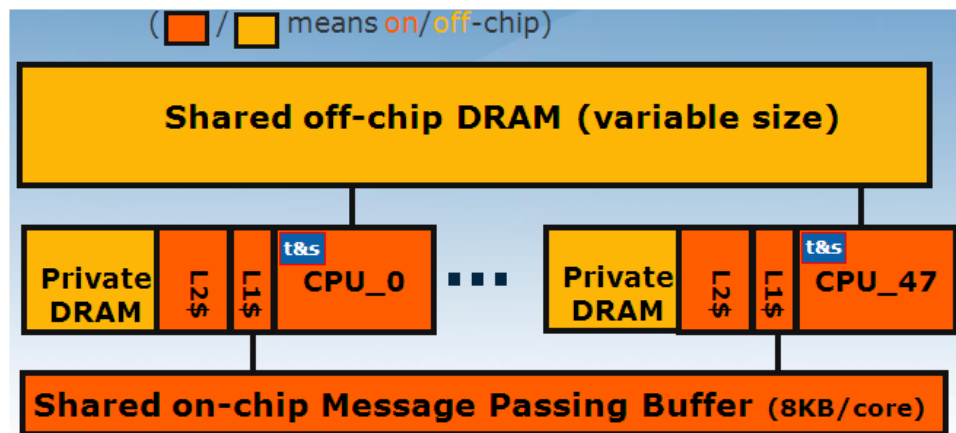 ( / means on/off-chip)
Shared off-chip DRAM (variable size)
Private DRAM
L2$
L1$
t&s
CPU_0
...
Private DRAM
L2$
L1$
t&s
CPU_47
Shared on-chip Message Passing Buffer (8KB/core)